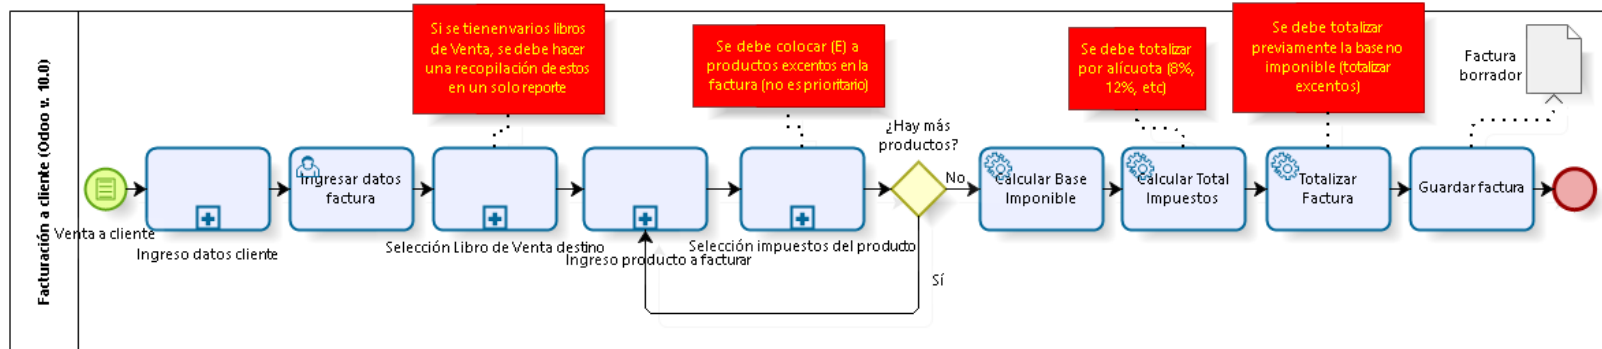 Facturación a cliente (Odoo v. 10.0)
Venta a cliente
Ingreso datos cliente
Ingresar datos
factura
Si se tienen varios libros
de Venta, se debe hacer
una recopilación de estos
en un solo reporte
Selección Libro de Venta destino
Ingreso producto a facturar
Se debe colocar (E) a
productos excentos en la
factura (no es prioritario)
Selección impuestos del producto
¿Hay más
productos?
No
Sí
Calcular Base
Imponible
Se debe totalizar
por alícuota (8%,
12%, etc)
Calcular Total
Impuestos
Se debe totalizar
previamente la base no
imponible (totalizar
excentos)
Totalizar
Factura
Guardar factura
Factura
borrador